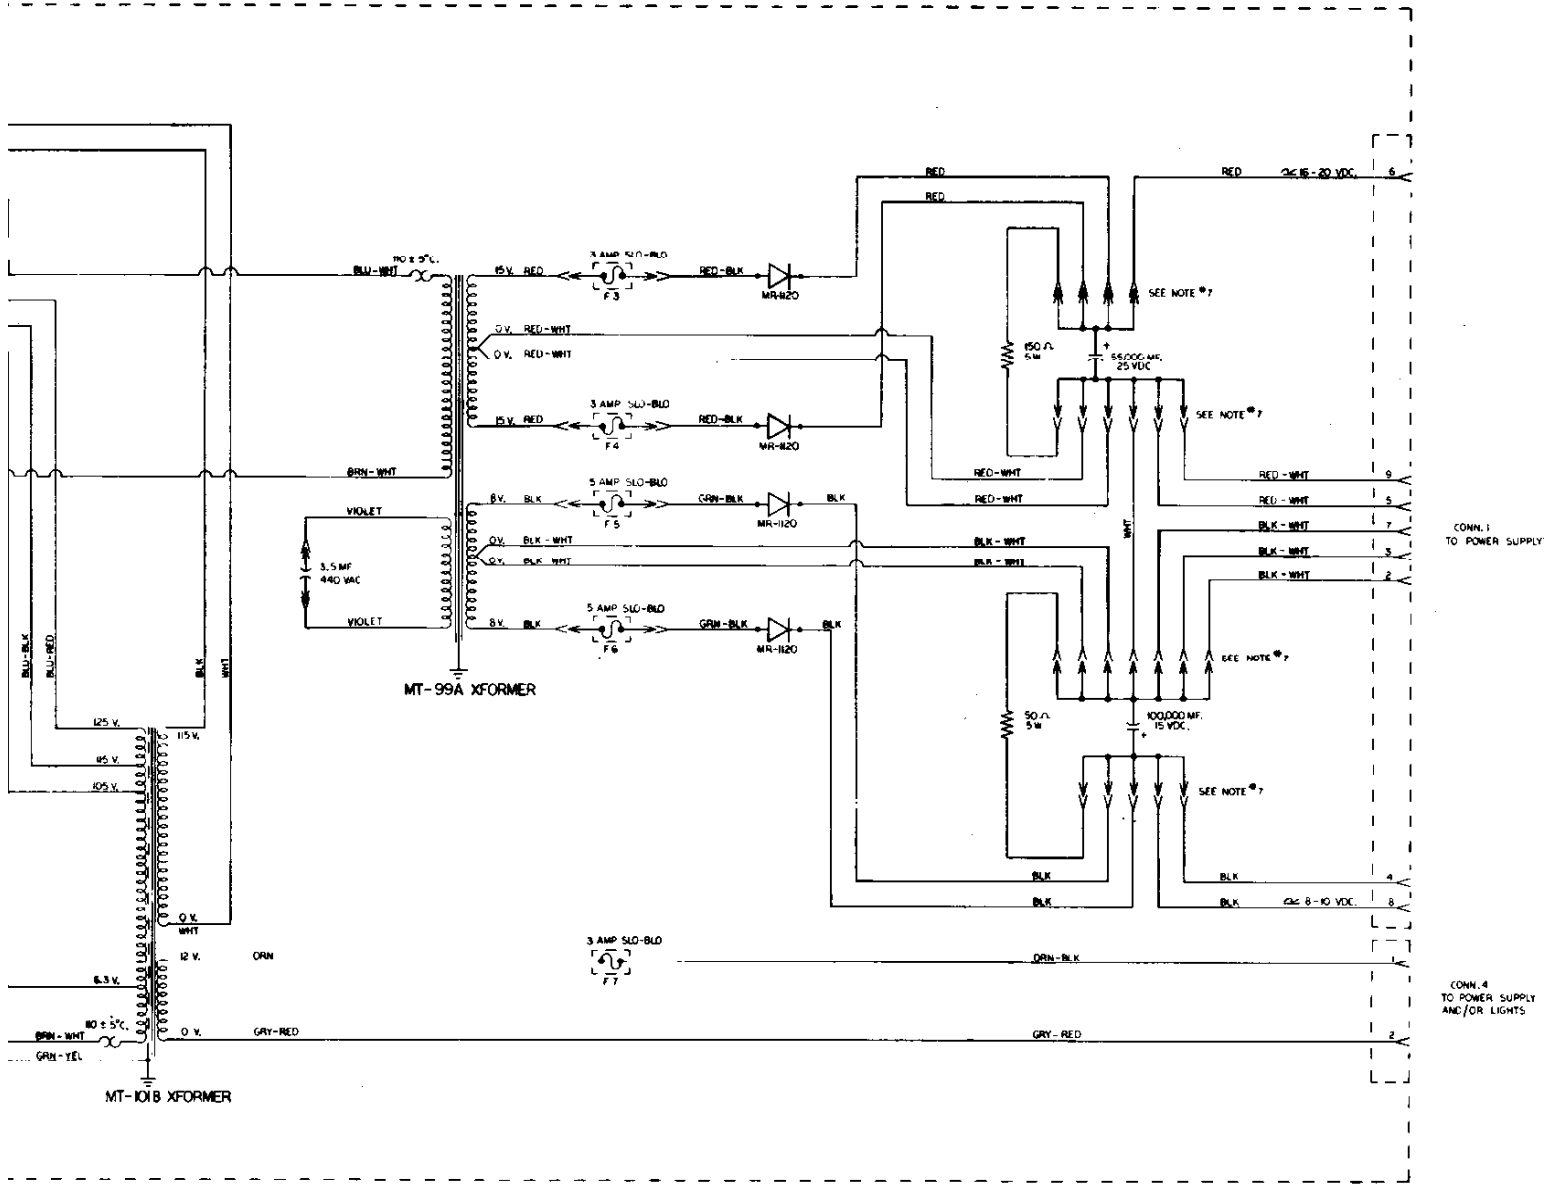 RED
RED
RED
≃ 16-20 VDC.
6
110 ± 5°C.
BLU-WHT
15 V. RED
3 AMP SLO-BLO
F3
RED-BLK
MR-1120
SEE NOTE #7
0 V. RED-WHT
0 V. RED-WHT
150 Ω
5 W
+
55,000 MF.
25 VDC
15 V. RED
3 AMP SLO-BLO
F4
RED-BLK
MR-1120
SEE NOTE #7
BRN-WHT
RED-WHT
RED-WHT
9
8 V. BLK
5 AMP SLO-BLO
F5
GRN-BLK
MR-1120
BLK
RED-WHT
RED-WHT
5
VIOLET
WHT
BLK-WHT
7
CONN. 1
TO POWER SUPPLY
0V. BLK-WHT
0V. BLK-WHT
BLK-WHT
BLK-WHT
BLK-WHT
3
BLK-WHT
2
3.5 MF
440 VAC
VIOLET
8V. BLK
5 AMP SLO-BLO
F6
GRN-BLK
MR-1120
BLK
BLU-BLK
BLU-RED
BLK
WHT
SEE NOTE #7
MT-99A XFORMER
125 V.
115 V.
115 V.
105 V.
50 Ω
5 W
100,000 MF.
15 VDC.
+
SEE NOTE #7
BLK
BLK
4
BLK
BLK
≃ 8-10 VDC.
8
0 V.
WHT
12 V.
ORN
3 AMP SLO-BLO
F7
ORN-BLK
1
6.3 V.
CONN. 4
TO POWER SUPPLY
AND/OR LIGHTS
110 ± 5°C.
BRN-WHT
GRN-YEL
0 V.
GRY-RED
GRY-RED
2
MT-101B XFORMER